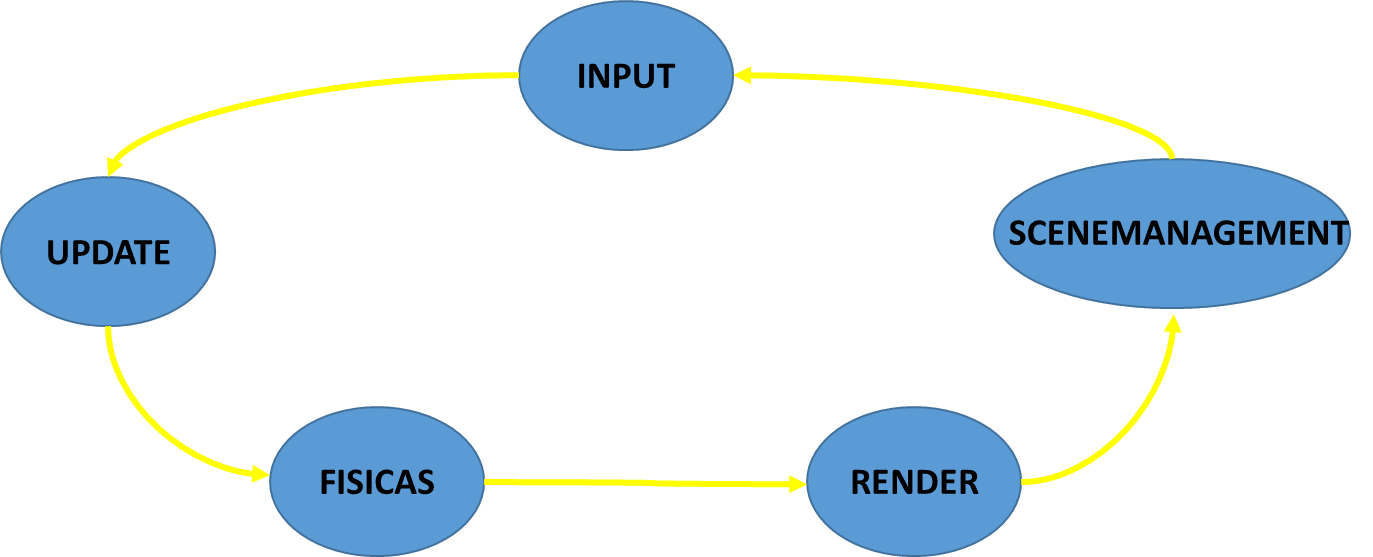 INPUT
SCENEMANAGEMENT
UPDATE
FISICAS
RENDER